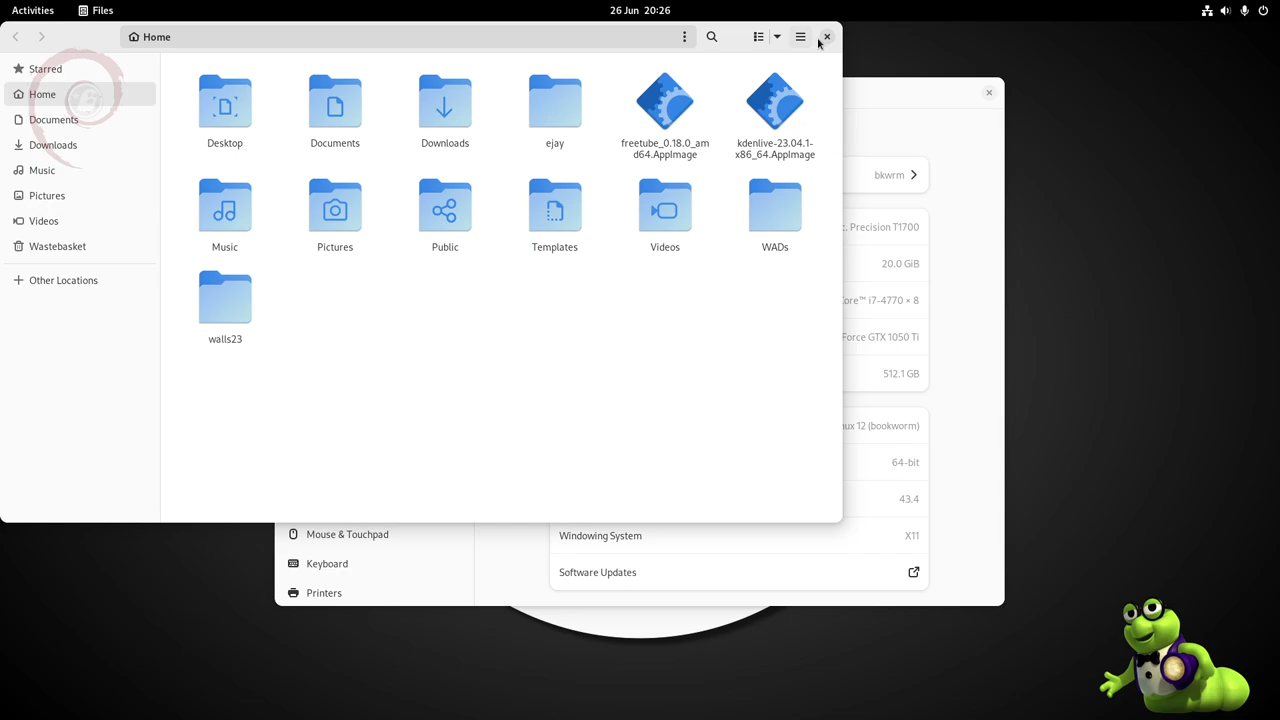 Activities
Files
26 Jun 20:26
Home
Starred
Home
Documents
Downloads
Music
Pictures
Videos
Wastebasket
Other Locations
Desktop
Documents
Downloads
ejay
freetube_0.18.0_am
d64.AppImage
kdenlive-23.04.1-
x86_64.AppImage
Music
Pictures
Public
Templates
Videos
WADs
walls23
bkwrm
Precision T1700
20.0 GiB
i7-4770 × 8
GTX 1050 Ti
512.1 GB
12 (bookworm)
64-bit
43.4
Windowing System
X11
Software Updates
Mouse & Touchpad
Keyboard
Printers